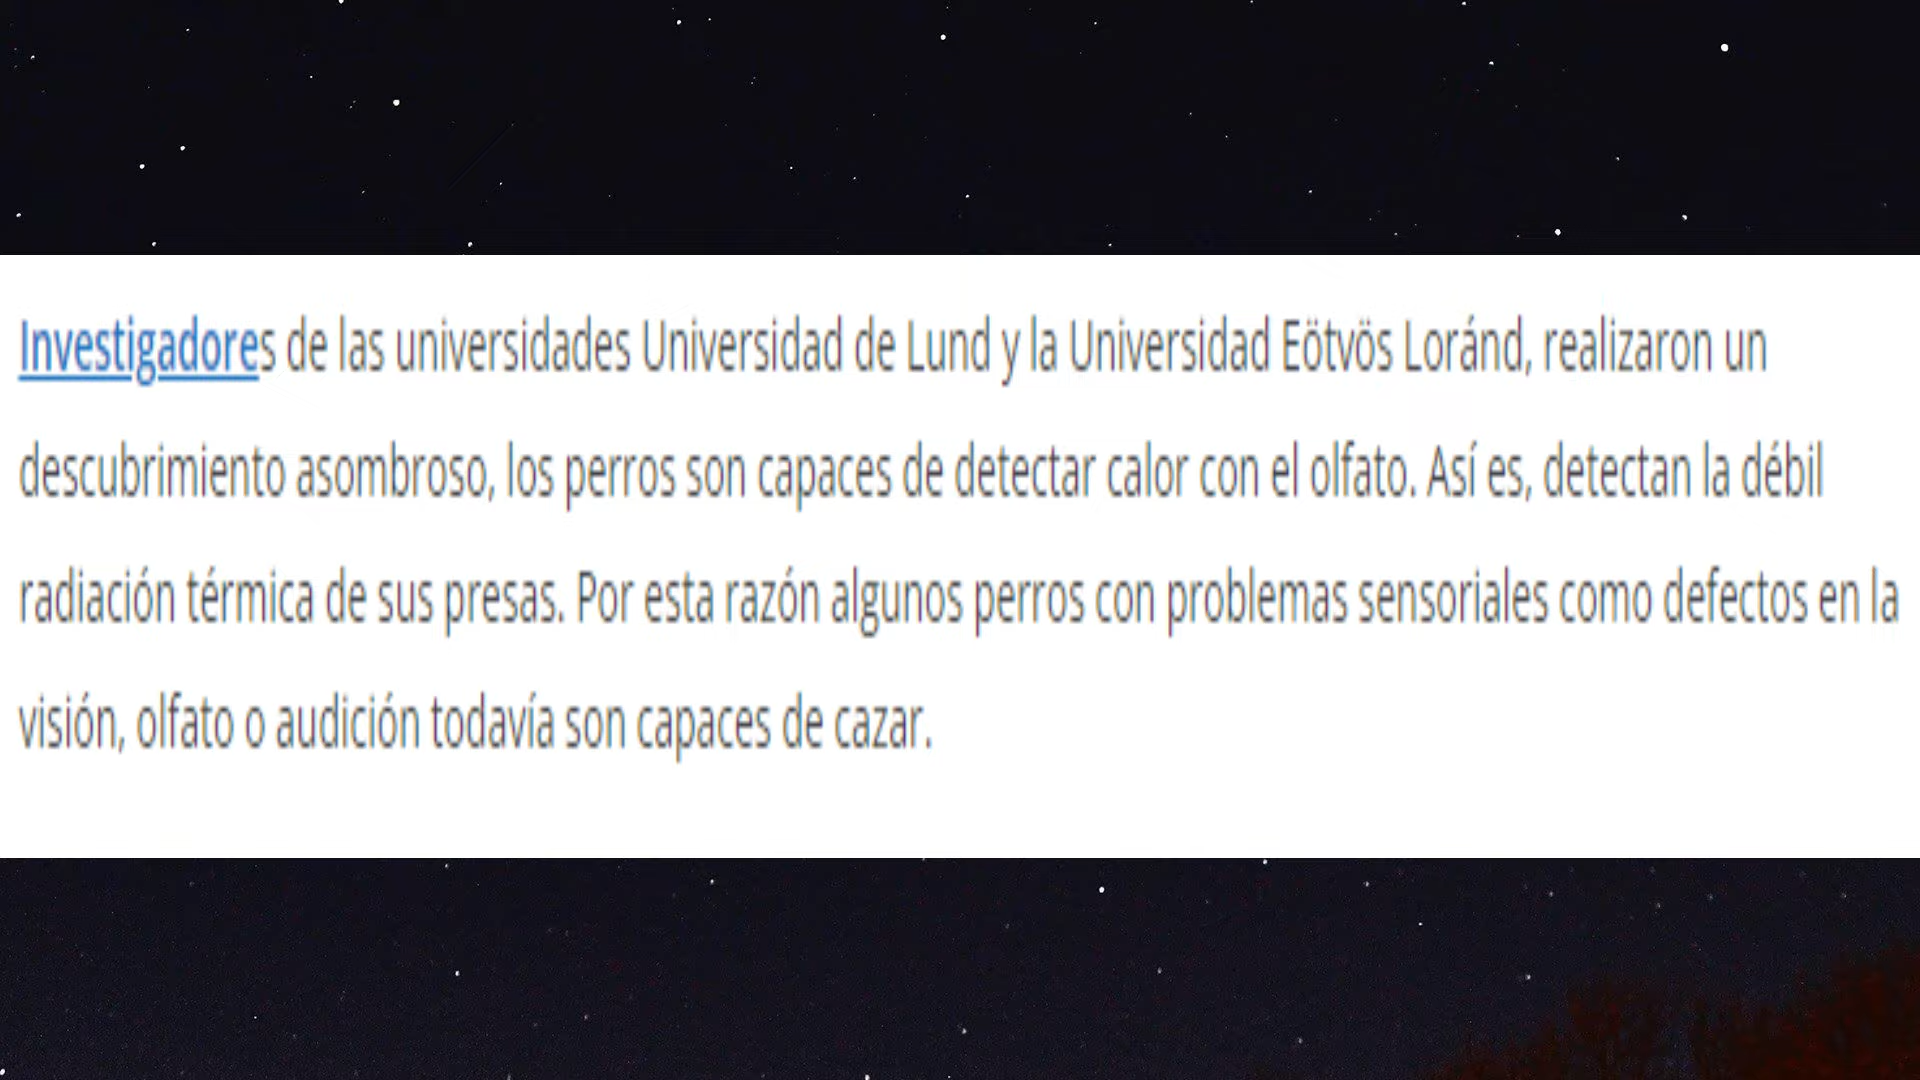 Investigadores de las universidades Universidad de Lund y la Universidad Eötvös Loránd, realizaron un
descubrimiento asombroso, los perros son capaces de detectar calor con el olfato. Así es, detectan la débil
radiación térmica de sus presas. Por esta razón algunos perros con problemas sensoriales como defectos en la
visión, olfato o audición todavía son capaces de cazar.